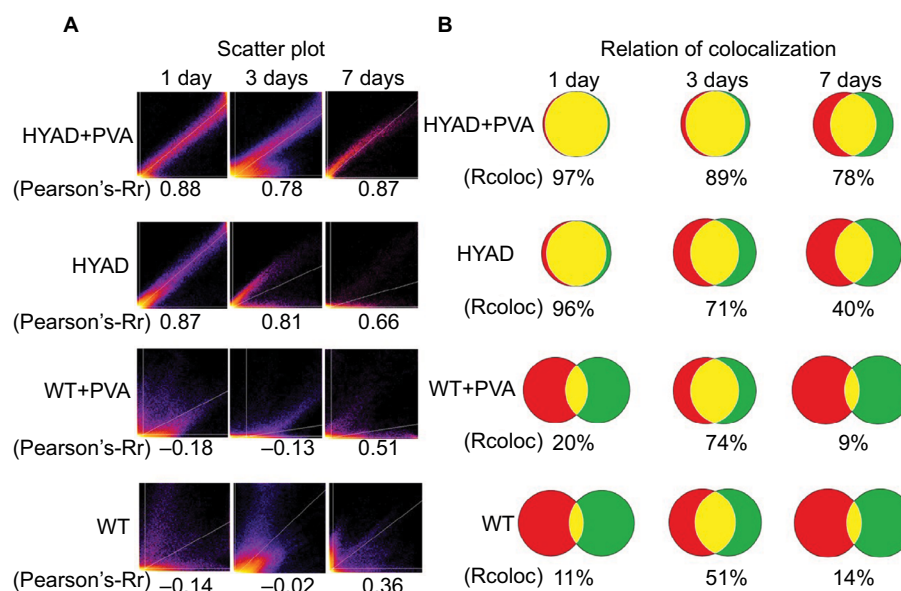 A
Scatter plot
1 day 3 days 7 days
HYAD+PVA
(Pearson's-Rr) 0.88 0.78 0.87
HYAD
(Pearson's-Rr) 0.87 0.81 0.66
WT+PVA
(Pearson's-Rr) –0.18 –0.13 0.51
WT
(Pearson's-Rr) –0.14 –0.02 0.36
B
Relation of colocalization
1 day 3 days 7 days
HYAD+PVA
(Rcoloc) 97% 89% 78%
HYAD
(Rcoloc) 96% 71% 40%
WT+PVA
(Rcoloc) 20% 74% 9%
WT
(Rcoloc) 11% 51% 14%